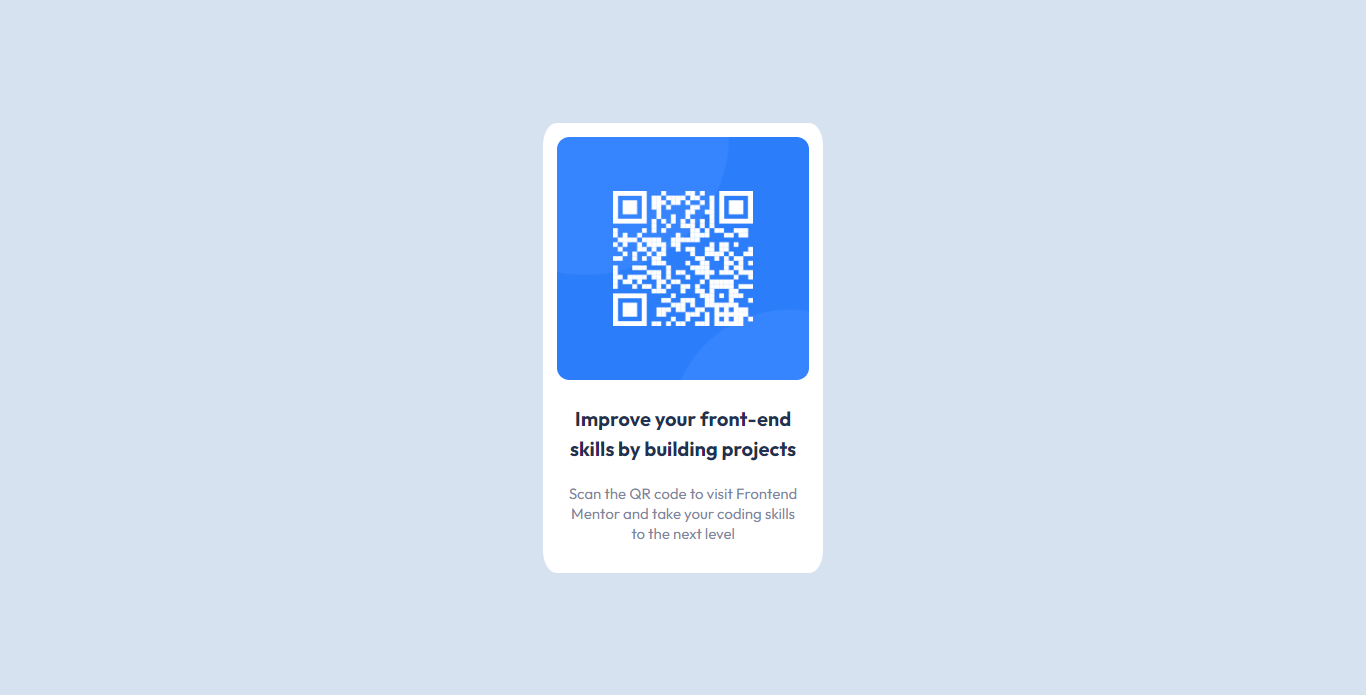 Improve your front-end
skills by building projects
Scan the QR code to visit Frontend
Mentor and take your coding skills
to the next level